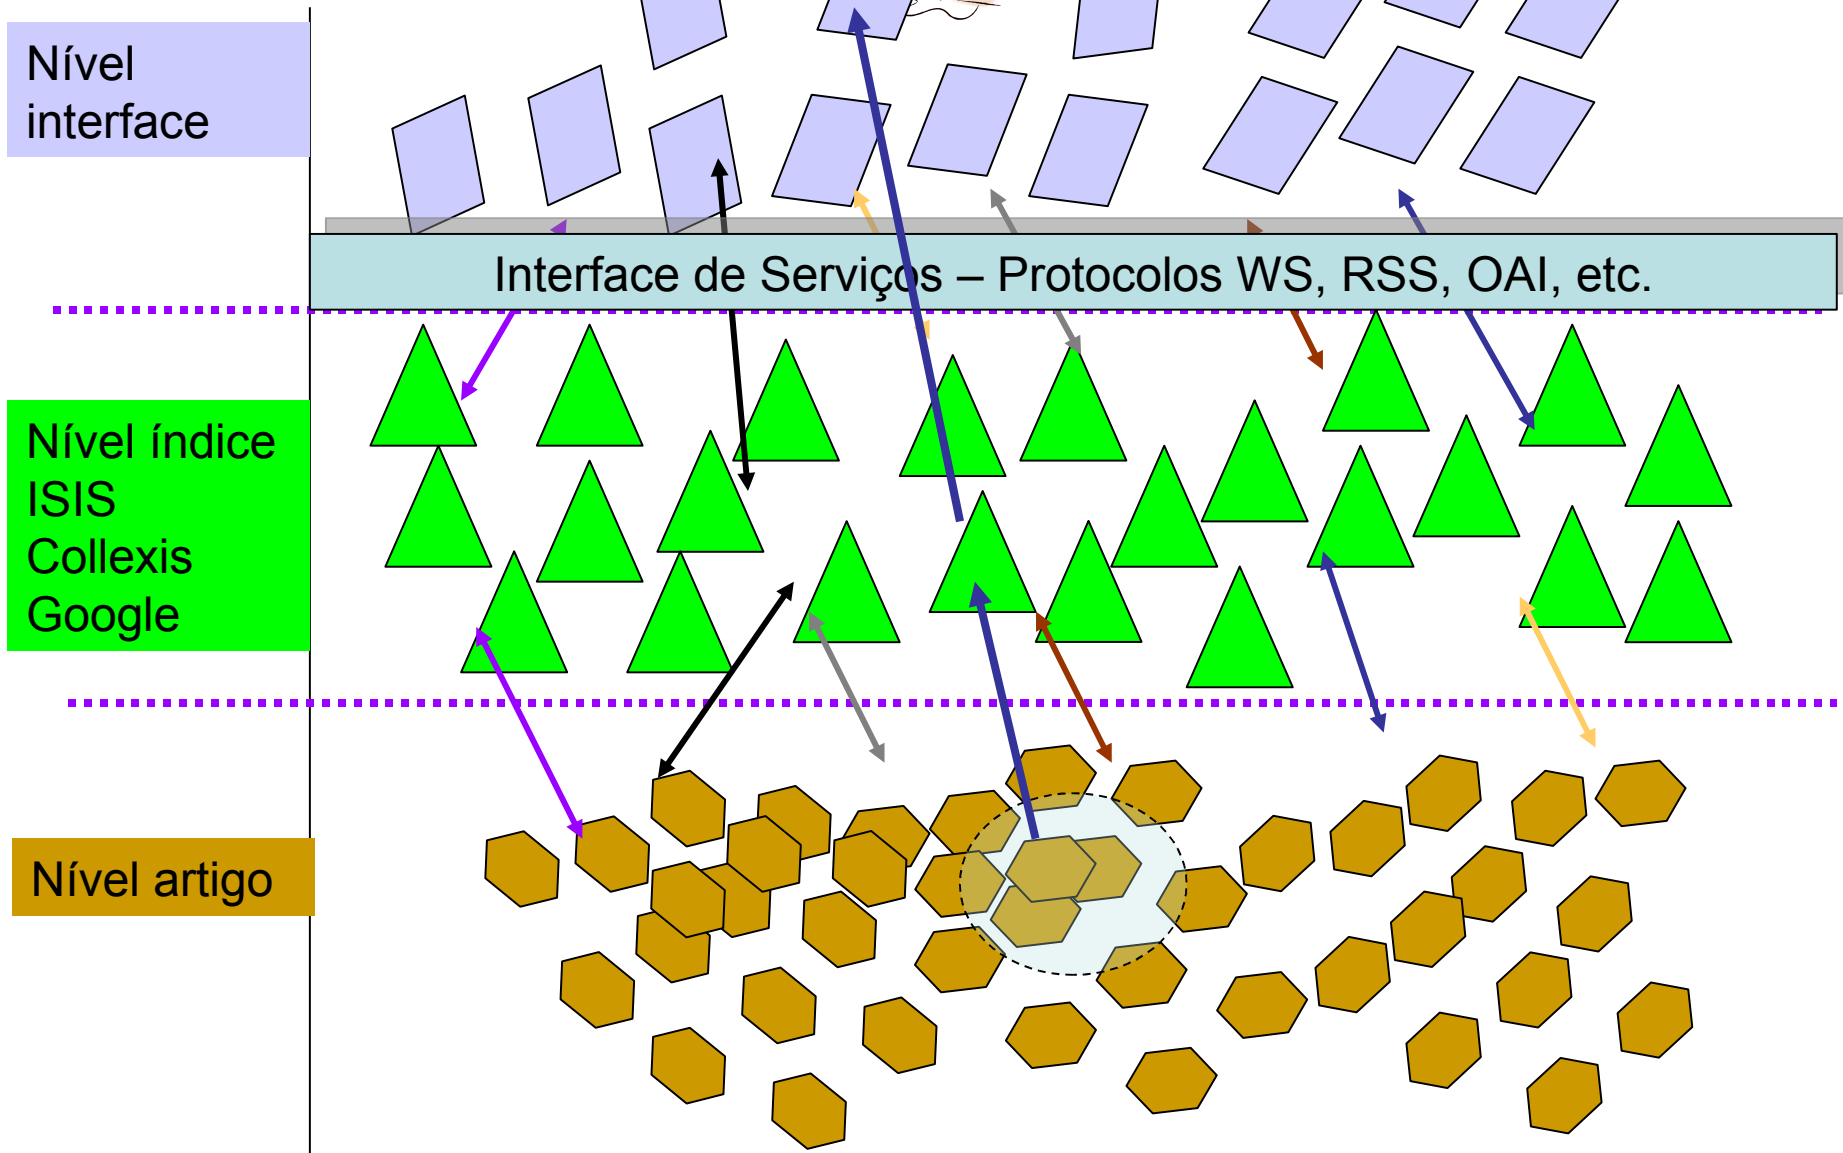 Nível
interface
Interface de Serviços – Protocolos WS, RSS, OAI, etc.
Nível índice
ISIS
Collexis
Google
Nível artigo